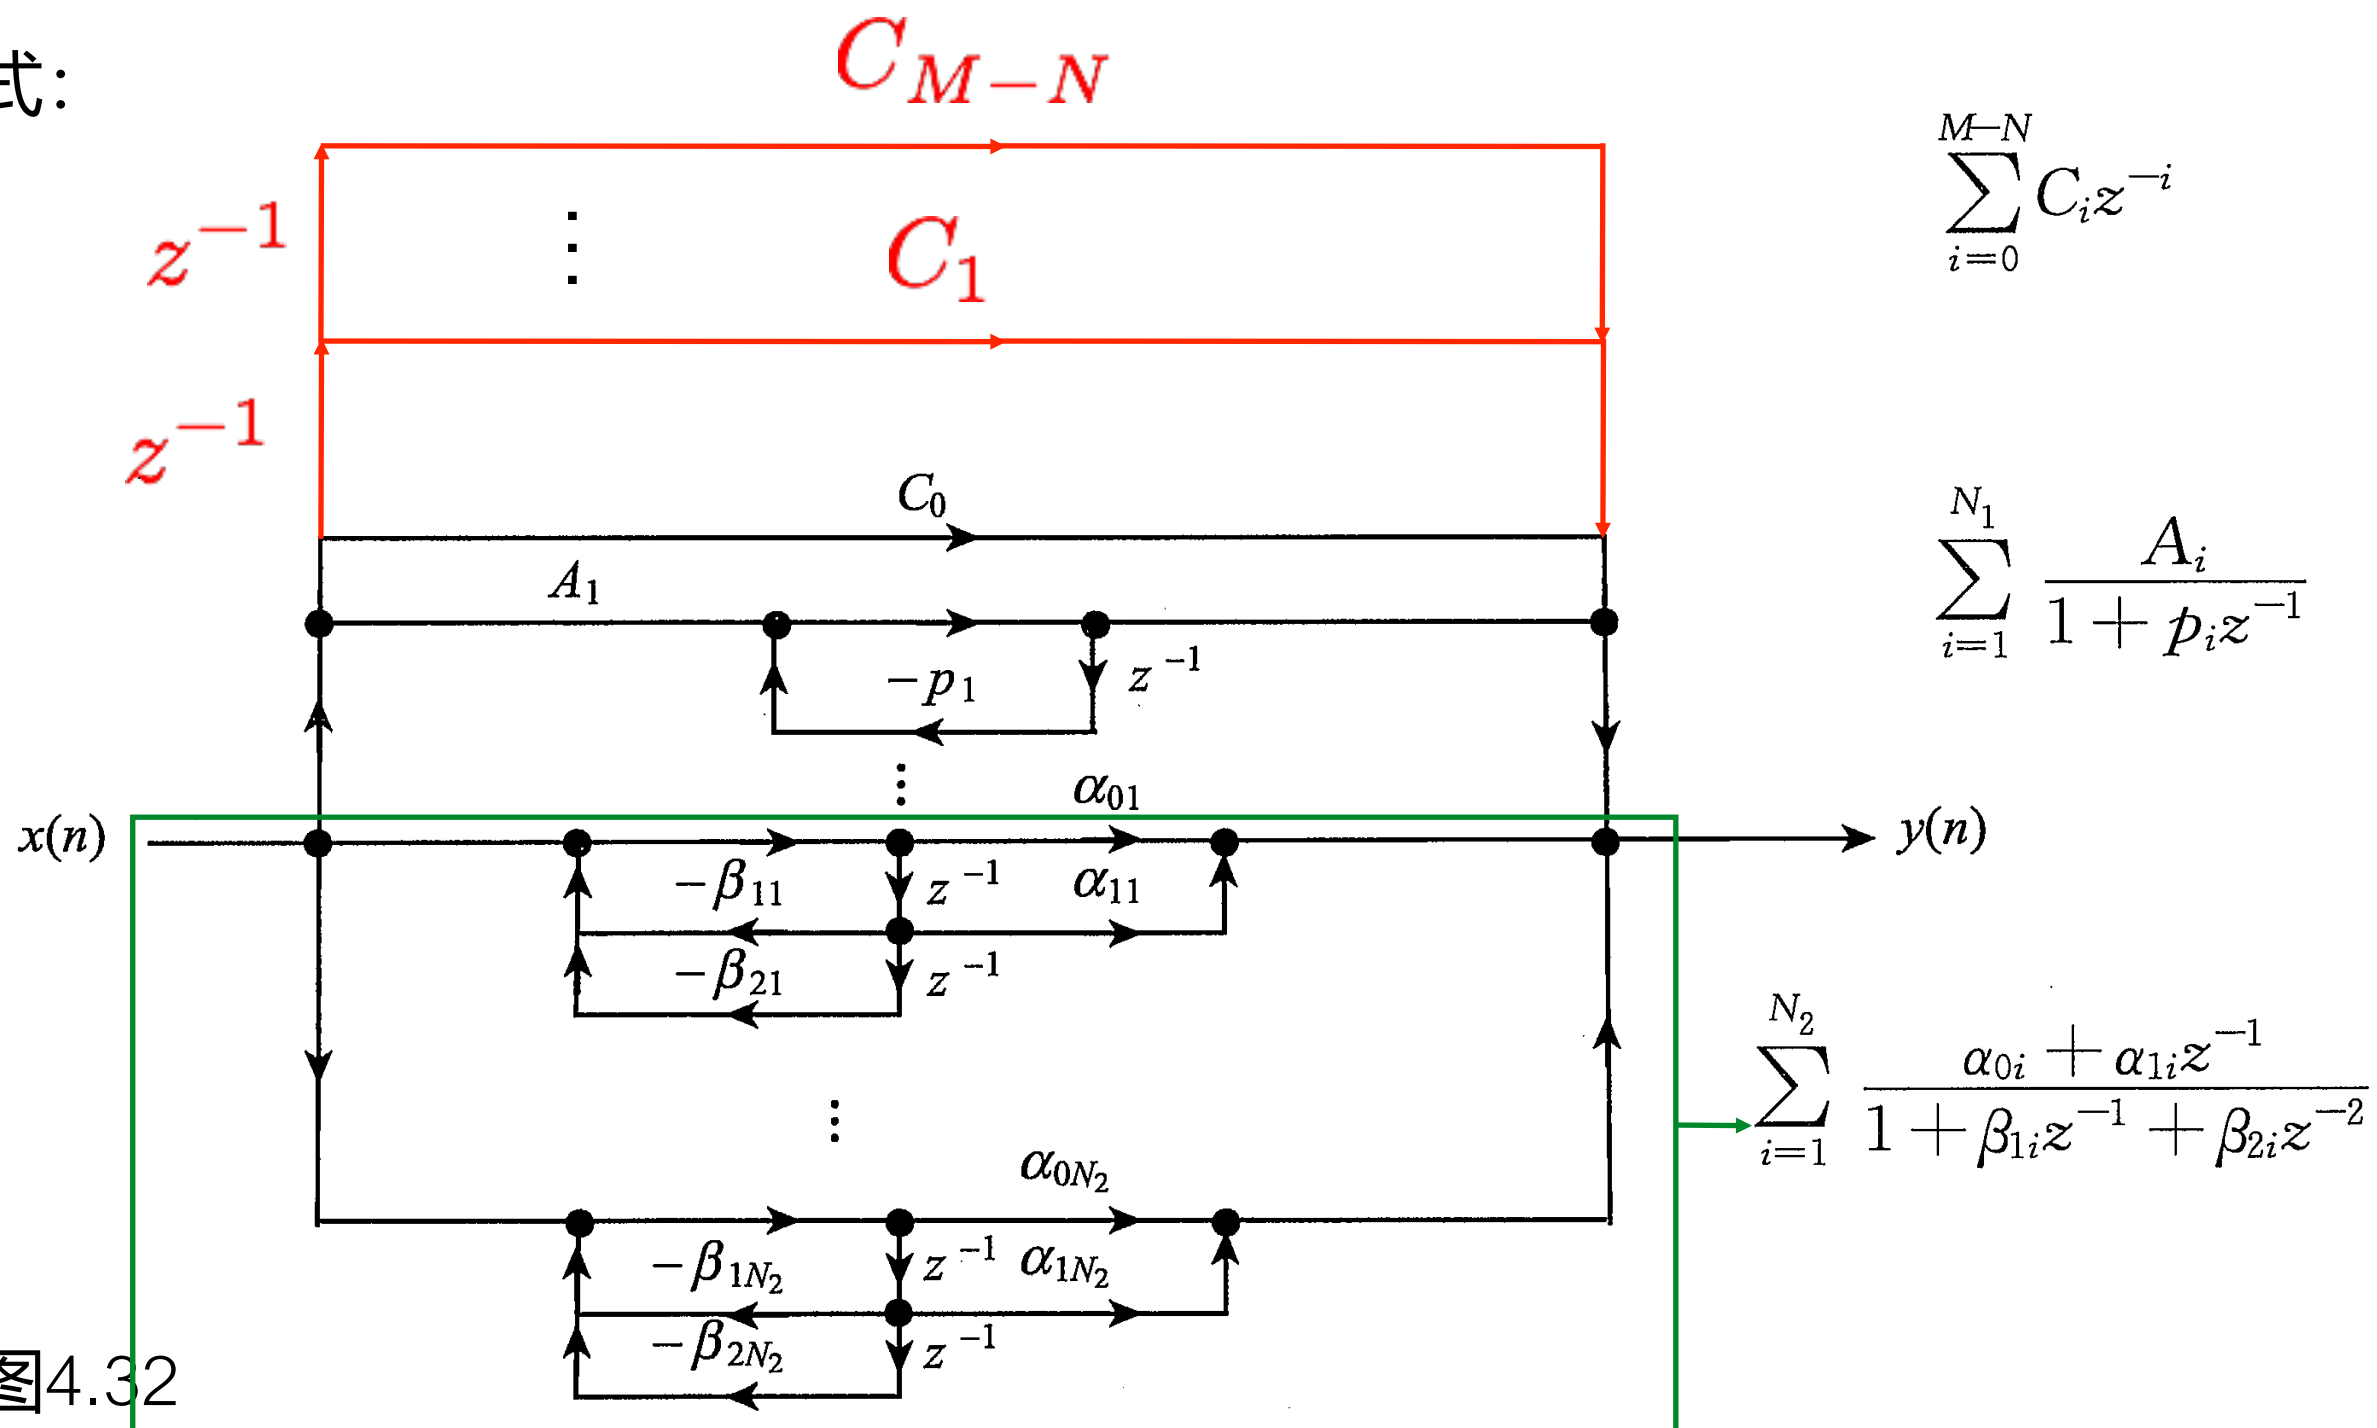 式：
C_{M-N}
\sum_{i=0}^{M-N} C_i z^{-i}
z^{-1}
⋮
C_1
z^{-1}
C_0
A_1
\sum_{i=1}^{N_1} \frac{A_i}{1+p_i z^{-1}}
-p_1
z^{-1}
⋮
α_{01}
x(n)
y(n)
-β_{11}
z^{-1}
α_{11}
-β_{21}
z^{-1}
\sum_{i=1}^{N_2} \frac{α_{0i}+α_{1i}z^{-1}}{1+β_{1i}z^{-1}+β_{2i}z^{-2}}
⋮
α_{0N_2}
-β_{1N_2}
z^{-1}
α_{1N_2}
-β_{2N_2}
z^{-1}
图4.32